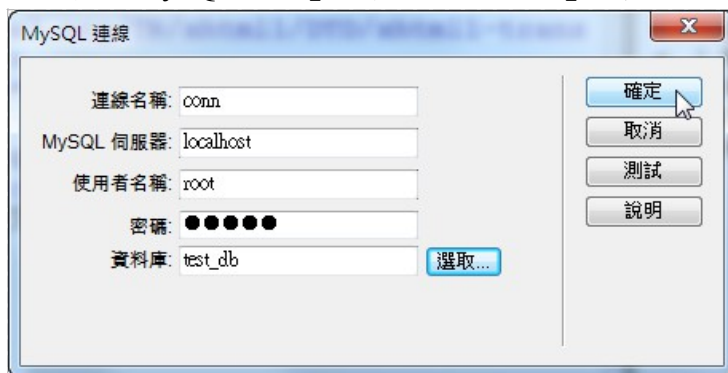 MySQL 連線
連線名稱: conn
MySQL 伺服器: localhost
使用者名稱: root
密碼: ●●●●●
資料庫: test_db
選取...
確定
取消
測試
說明